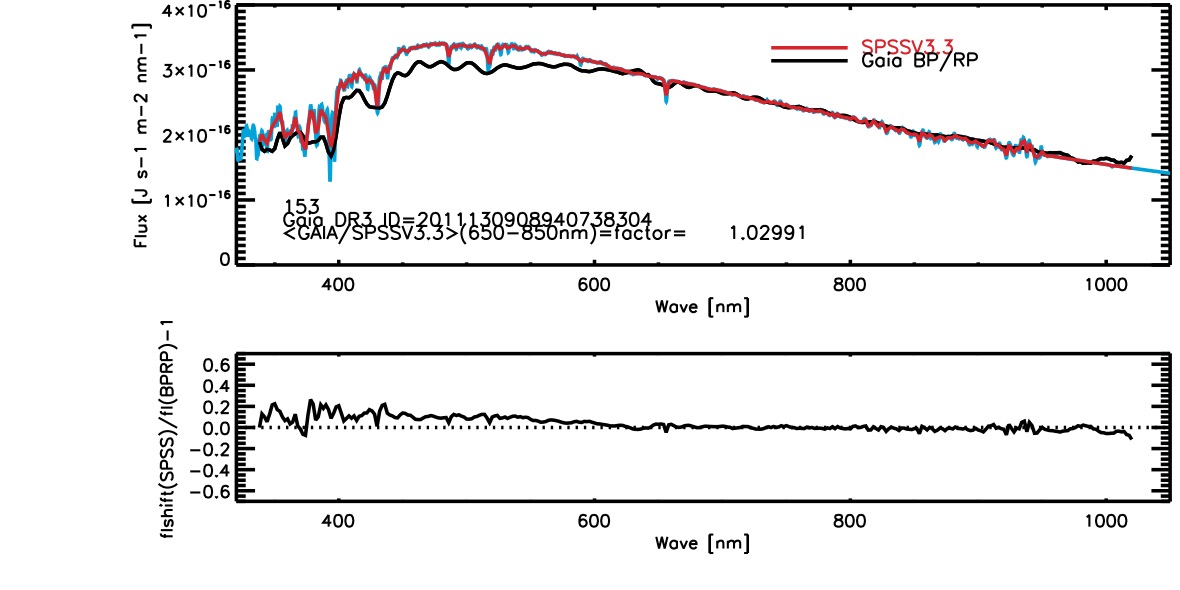 4×10−16
3×10−16
2×10−16
1×10−16
0
Flux [J s−1 m−2 nm−1]
SPSSV3.3
Gaia BP/RP
153
Gaia DR3 ID=2011130908940738304
<GAIA/SPSSV3.3>(650−850nm)=factor= 1.02991
400 600 800 1000
Wave [nm]
flshift(SPSS)/fl(BPRP)−1
0.6
0.4
0.2
0.0
−0.2
−0.4
−0.6
400 600 800 1000
Wave [nm]